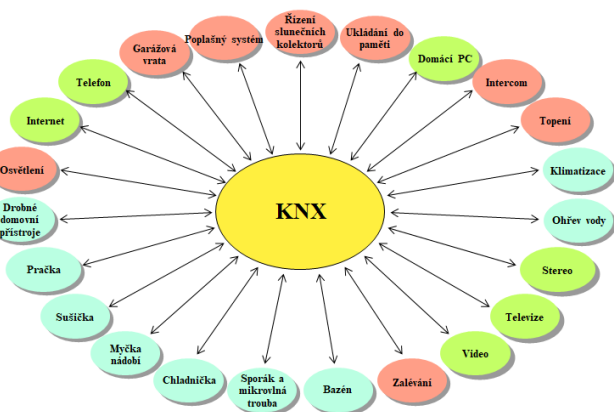 Řízení
slunečních
kolektorů
Ukládání do
paměti
Domácí PC
Intercom
Topení
Klimatizace
Ohřev vody
Stereo
Televize
Video
Zalévání
Bazén
Sporák a
mikrovlná
trouba
Chladnička
Myčka
nádobí
Sušička
Pračka
Drobné
domovní
přístroje
Osvětlení
Internet
Telefon
Garážová
vrata
Poplašný systém
KNX